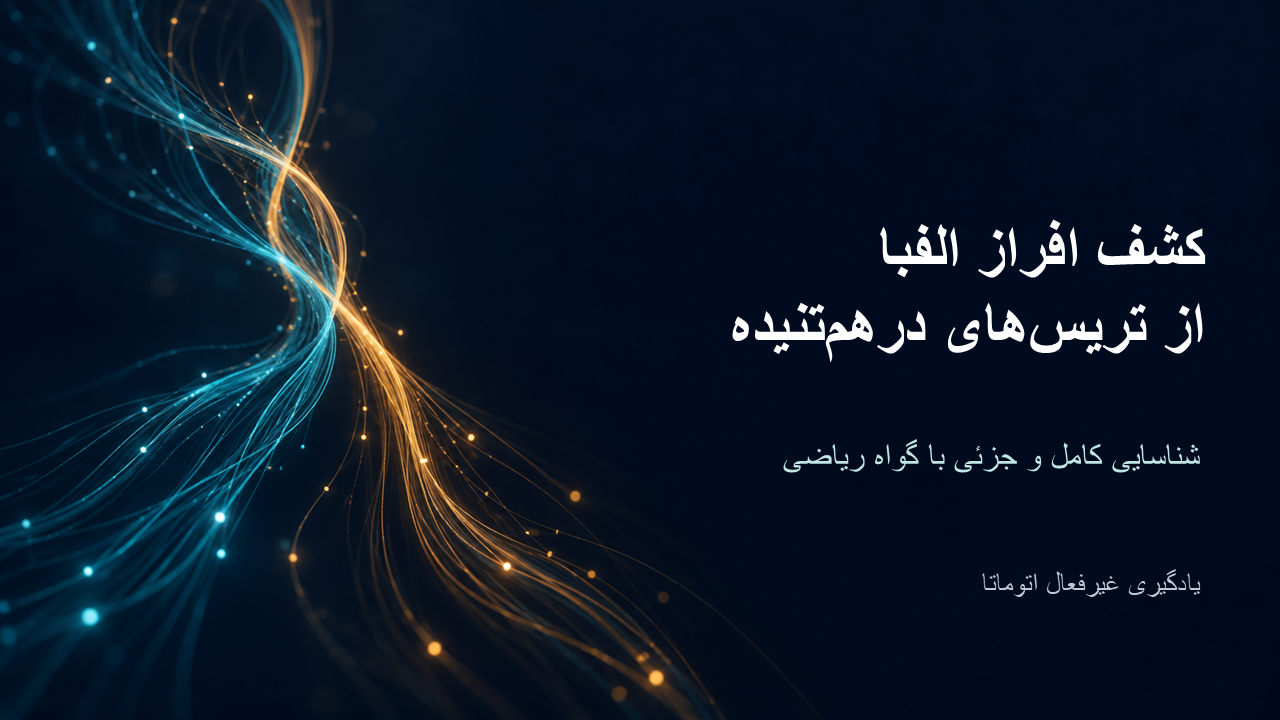 کشف افراز الفبا
از تریس‌های درهم‌تنیده
شناسایی کامل و جزئی با گواه ریاضی
یادگیری غیرفعال اتوماتا